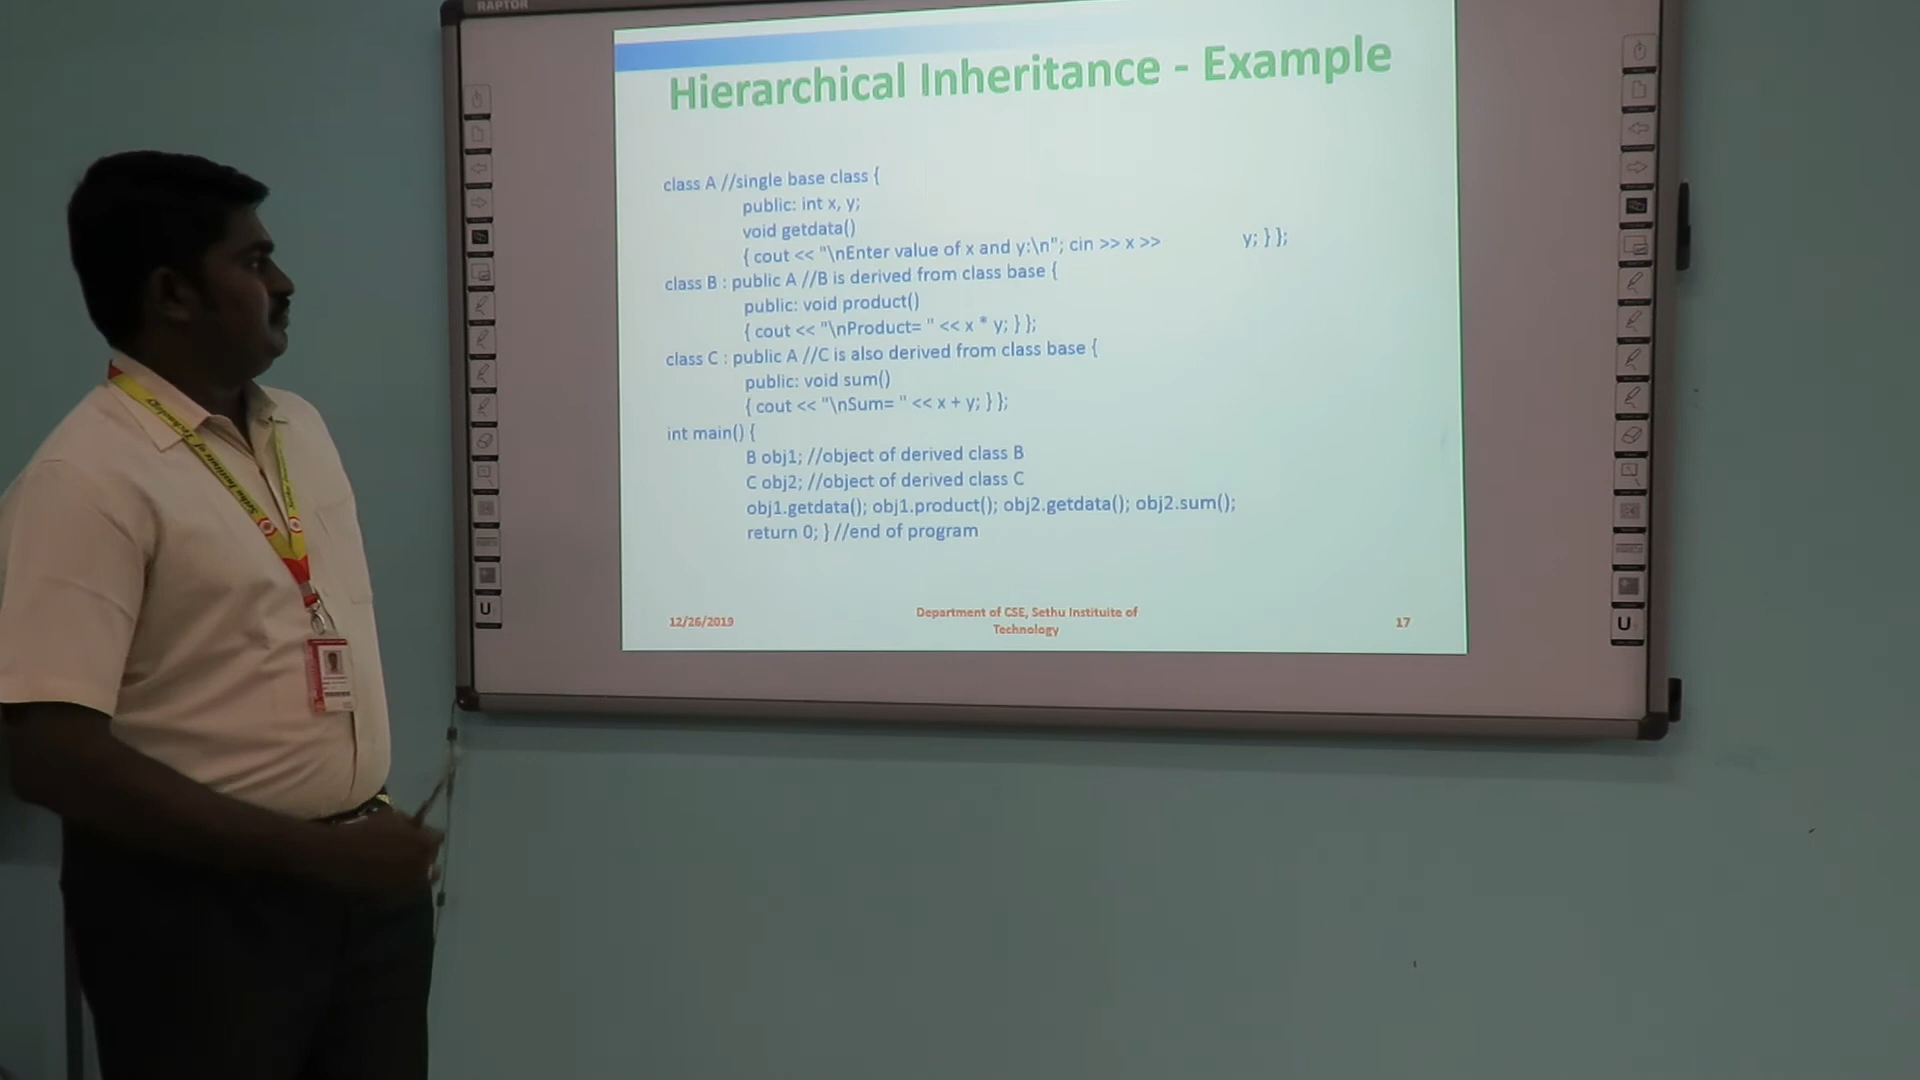 RAPTOR
Hierarchical Inheritance - Example
class A //single base class {
public: int x, y;
void getdata()
{ cout << "\nEnter value of x and y:\n"; cin >> x >> y; } };
class B : public A //B is derived from class base {
public: void product()
{ cout << "\nProduct= " << x * y; } };
class C : public A //C is also derived from class base {
public: void sum()
{ cout << "\nSum= " << x + y; } };
int main() {
B obj1; //object of derived class B
C obj2; //object of derived class C
obj1.getdata(); obj1.product(); obj2.getdata(); obj2.sum();
return 0; } //end of program
12/26/2019
Department of CSE, Sethu Instituite of
Technology
17
U
U
Sethu Institute of Technology